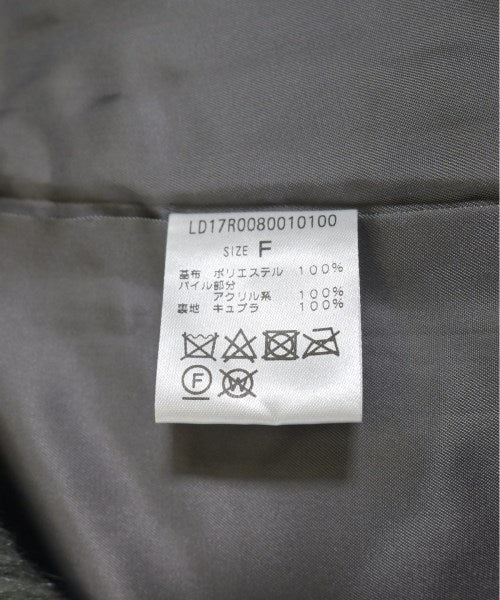 LD17R0080010100
SIZE F
基布 ポリエステル 100%
パイル部分
アクリル系 100%
裏地 キュプラ 100%
F W